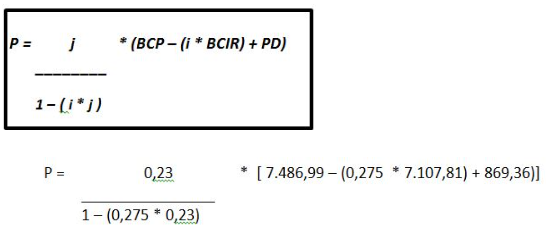 P = j * (BCP – (i * BCIR) + PD)
________
1 – ( i * j )
P = 0,23 * [ 7.486,99 – (0,275 * 7.107,81) + 869,36)]
________________
1 – (0,275 * 0,23)